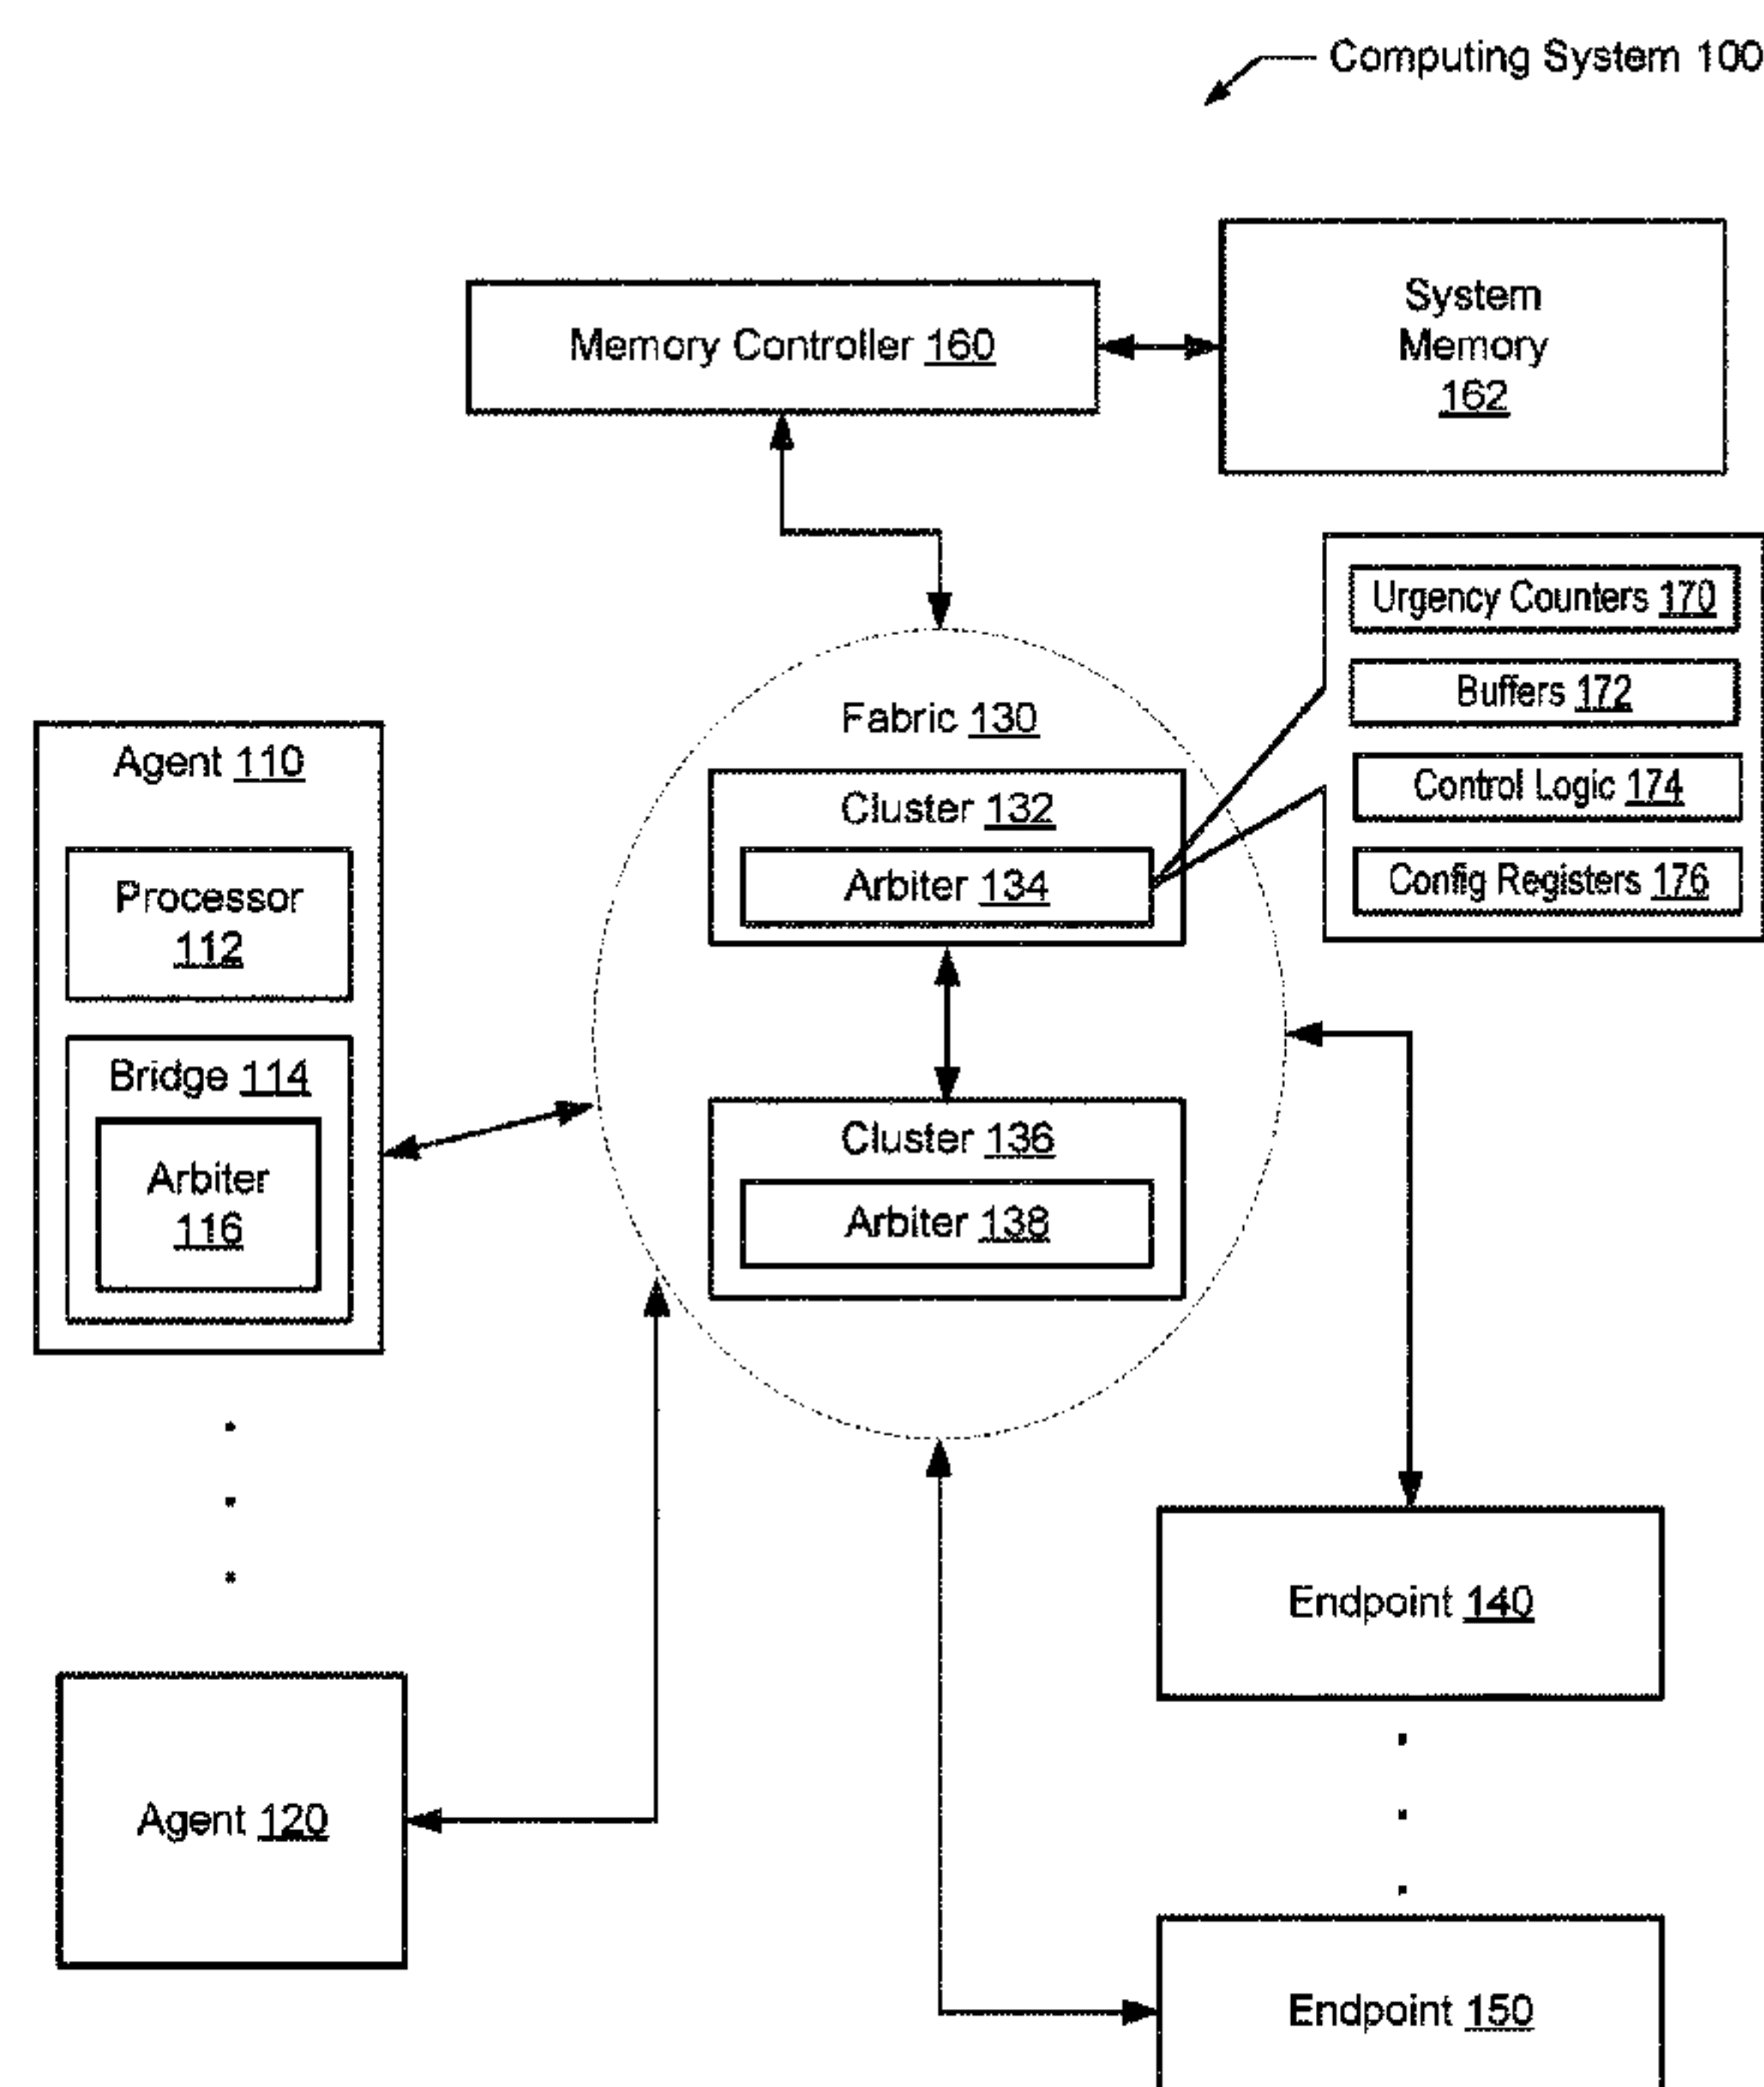 Computing System 100
Memory Controller 160
System
Memory
162
Urgency Counters 170
Buffers 172
Control Logic 174
Config Registers 176
Fabric 130
Cluster 132
Arbiter 134
Cluster 136
Arbiter 138
Agent 110
Processor
112
Bridge 114
Arbiter
116
Agent 120
Endpoint 140
Endpoint 150